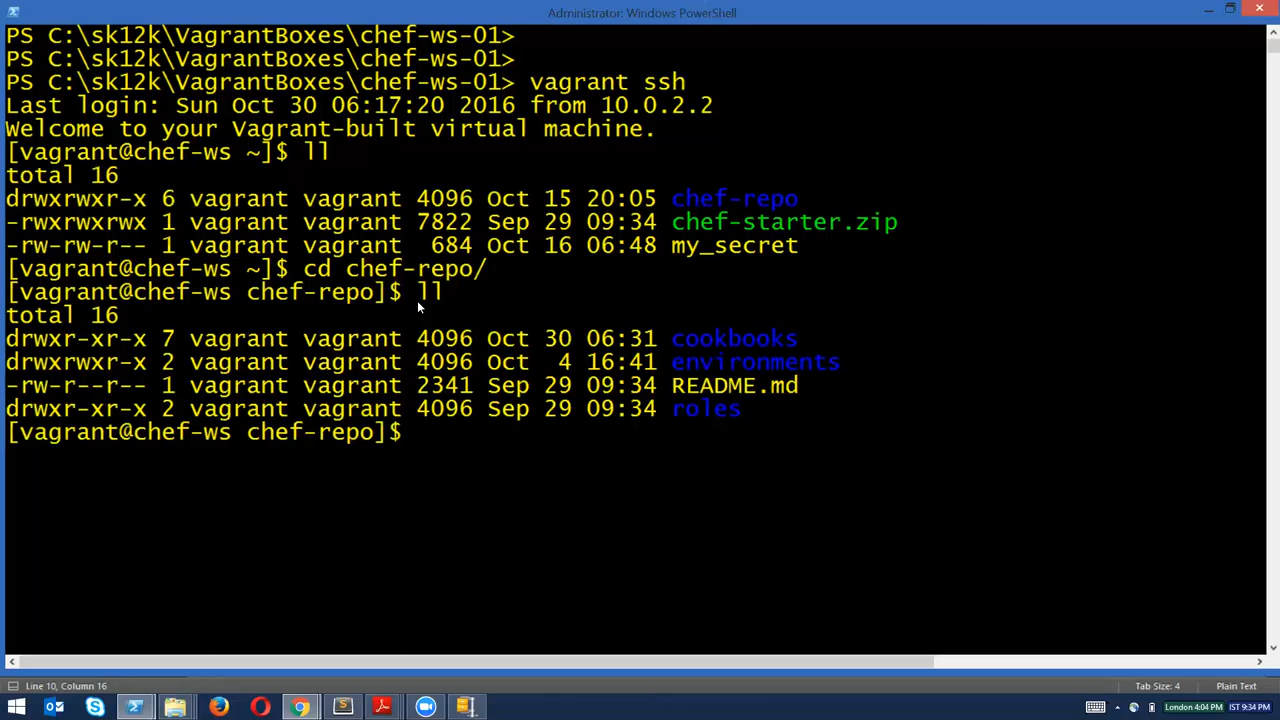 Administrator: Windows PowerShell
PS C:\sk12k\VagrantBoxes\chef-ws-01>
PS C:\sk12k\VagrantBoxes\chef-ws-01>
PS C:\sk12k\VagrantBoxes\chef-ws-01> vagrant ssh
Last login: Sun Oct 30 06:17:20 2016 from 10.0.2.2
Welcome to your Vagrant-built virtual machine.
[vagrant@chef-ws ~]$ ll
total 16
drwxrwxr-x 6 vagrant vagrant 4096 Oct 15 20:05 chef-repo
-rwxrwxrwx 1 vagrant vagrant 7822 Sep 29 09:34 chef-starter.zip
-rw-rw-r-- 1 vagrant vagrant  684 Oct 16 06:48 my_secret
[vagrant@chef-ws ~]$ cd chef-repo/
[vagrant@chef-ws chef-repo]$ ll
total 16
drwxr-xr-x 7 vagrant vagrant 4096 Oct 30 06:31 cookbooks
drwxrwxr-x 2 vagrant vagrant 4096 Oct  4 16:41 environments
-rw-r--r-- 1 vagrant vagrant 2341 Sep 29 09:34 README.md
drwxr-xr-x 2 vagrant vagrant 4096 Sep 29 09:34 roles
[vagrant@chef-ws chef-repo]$
Line 10, Column 16 Tab Size: 4 Plain Text
London 4:04 PM IST 9:34 PM